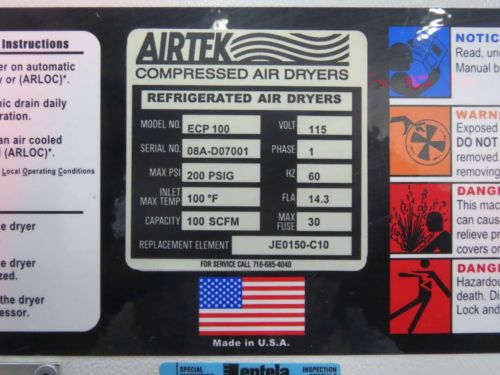 Instructions
er on automatic
y or (ARLOC)*.
ic drain daily
ration.
an air cooled
l (ARLOC)*.
Local Operating Conditions
te dryer
e dryer
zed.
the dryer
essor.
AIRTEK
COMPRESSED AIR DRYERS
REFRIGERATED AIR DRYERS
MODEL NO. ECP 100 VOLT 115
SERIAL NO. 08A-D07001 PHASE 1
MAX PSI 200 PSIG HZ 60
INLET MAX TEMP 100 °F FLA 14.3
CAPACITY 100 SCFM MAX FUSE 30
REPLACEMENT ELEMENT JE0150-C10
FOR SERVICE CALL 716-685-4040
Made in U.S.A.
NOTIC
Read, un
Manual b
WARN
Exposed
DO NOT
removing
removing
DANG
This mac
can caus
relieve pr
covers or
DANG
Hazardou
death. Di
Lock and
SPECIAL
entela
INSPECTION